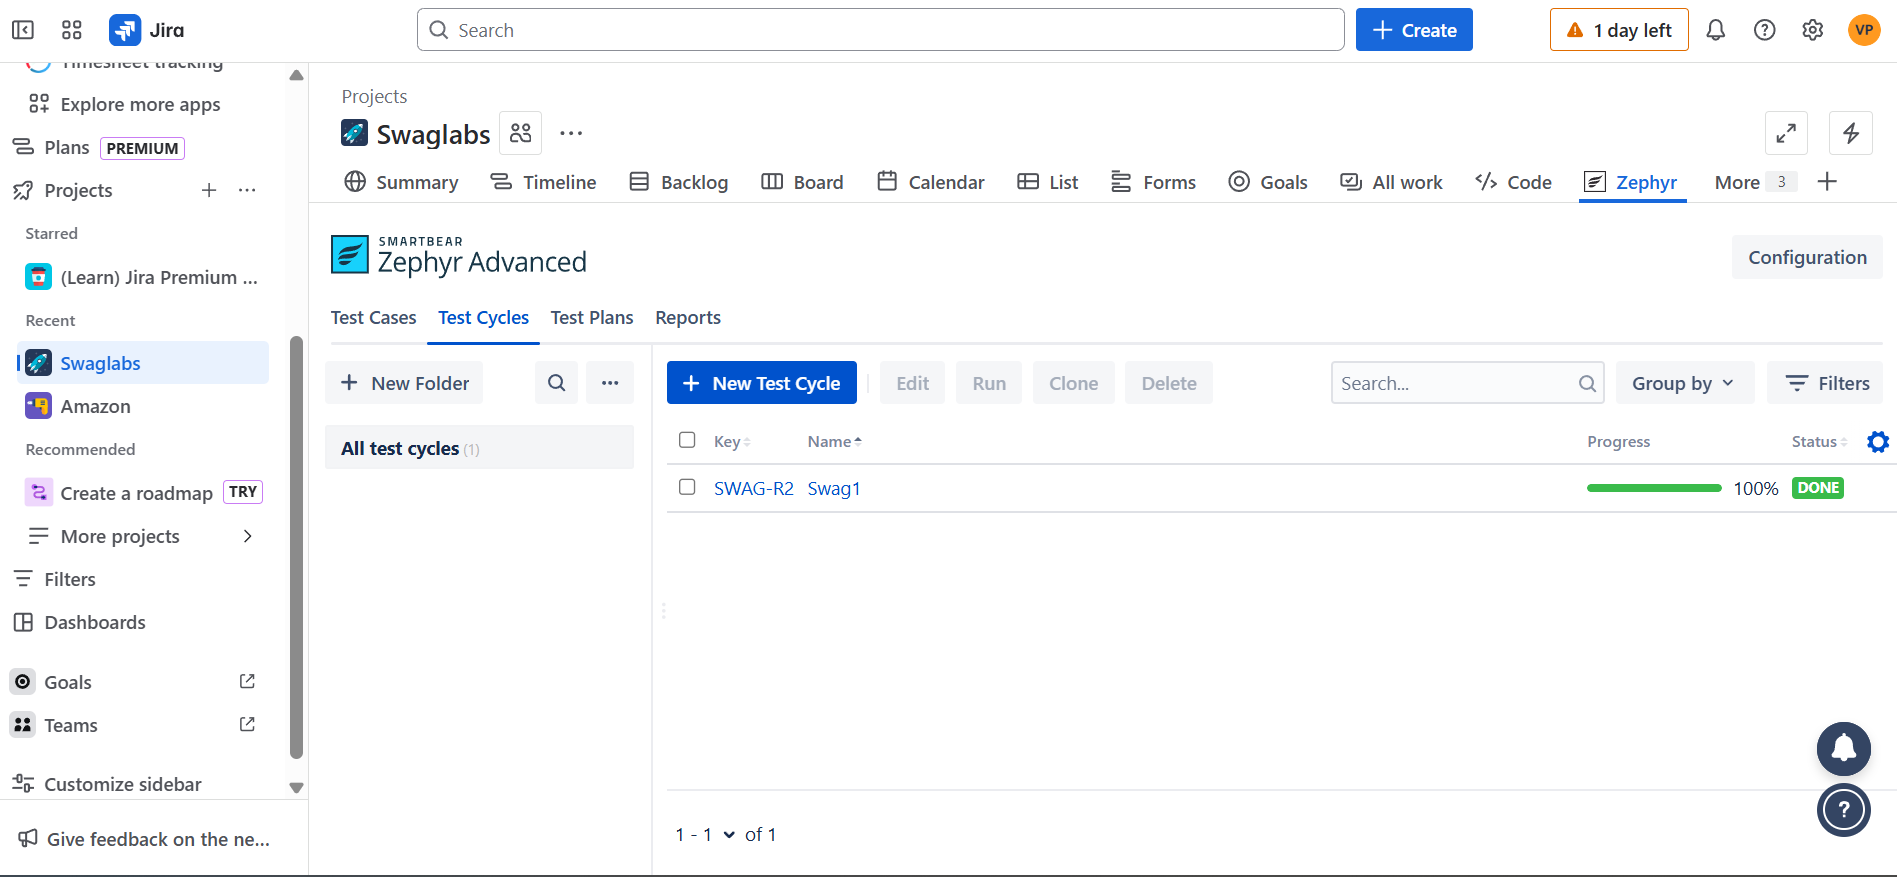 Jira
Search
Create
1 day left
VP
Timesheet tracking
Explore more apps
Plans PREMIUM
Projects
Starred
(Learn) Jira Premium ...
Recent
Swaglabs
Amazon
Recommended
Create a roadmap TRY
More projects
Filters
Dashboards
Goals
Teams
Customize sidebar
Give feedback on the ne...
Projects
Swaglabs
Summary Timeline Backlog Board Calendar List Forms Goals All work Code Zephyr More 3
SMARTBEAR
Zephyr Advanced
Configuration
Test Cases Test Cycles Test Plans Reports
New Folder
All test cycles (1)
New Test Cycle Edit Run Clone Delete Search... Group by Filters
Key Name Progress Status
SWAG-R2 Swag1 100% DONE
1 - 1 of 1